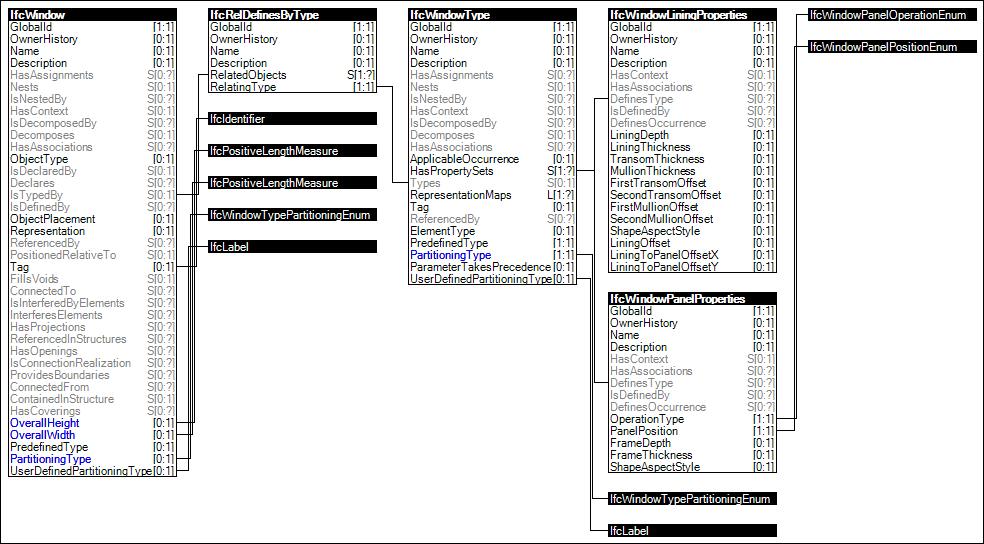 IfcWindow
GlobalId [1:1]
OwnerHistory [0:1]
Name [0:1]
Description [0:1]
HasAssignments S[0:?]
Nests S[0:1]
IsNestedBy S[0:?]
HasContext S[0:1]
IsDecomposedBy S[0:?]
Decomposes S[0:1]
HasAssociations S[0:?]
ObjectType [0:1]
IsDeclaredBy S[0:1]
Declares S[0:?]
IsTypedBy S[0:1]
IsDefinedBy S[0:?]
ObjectPlacement [0:1]
Representation [0:1]
ReferencedBy S[0:?]
PositionedRelativeTo S[0:?]
Tag [0:1]
FillsVoids S[0:1]
ConnectedTo S[0:?]
IsInterferedByElements S[0:?]
InterferesElements S[0:?]
HasProjections S[0:?]
ReferencedInStructures S[0:?]
HasOpenings S[0:?]
IsConnectionRealization S[0:?]
ProvidesBoundaries S[0:?]
ConnectedFrom S[0:?]
ContainedInStructure S[0:1]
HasCoverings S[0:?]
OverallHeight [0:1]
OverallWidth [0:1]
PredefinedType [0:1]
PartitioningType [0:1]
UserDefinedPartitioningType [0:1]
IfcRelDefinesByType
GlobalId [1:1]
OwnerHistory [0:1]
Name [0:1]
Description [0:1]
RelatedObjects S[1:?]
RelatingType [1:1]
IfcIdentifier
IfcPositiveLengthMeasure
IfcPositiveLengthMeasure
IfcWindowTypePartitioningEnum
IfcLabel
IfcWindowType
GlobalId [1:1]
OwnerHistory [0:1]
Name [0:1]
Description [0:1]
HasAssignments S[0:?]
Nests S[0:1]
IsNestedBy S[0:?]
HasContext S[0:1]
IsDecomposedBy S[0:?]
Decomposes S[0:1]
HasAssociations S[0:?]
ApplicableOccurrence [0:1]
HasPropertySets S[1:?]
Types S[0:1]
RepresentationMaps L[1:?]
Tag [0:1]
ReferencedBy S[0:?]
ElementType [0:1]
PredefinedType [1:1]
PartitioningType [1:1]
ParameterTakesPrecedence [0:1]
UserDefinedPartitioningType [0:1]
IfcWindowLiningProperties
GlobalId [1:1]
OwnerHistory [0:1]
Name [0:1]
Description [0:1]
HasContext S[0:1]
HasAssociations S[0:?]
DefinesType S[0:?]
IsDefinedBy S[0:?]
DefinesOccurrence S[0:?]
LiningDepth [0:1]
LiningThickness [0:1]
TransomThickness [0:1]
MullionThickness [0:1]
FirstTransomOffset [0:1]
SecondTransomOffset [0:1]
FirstMullionOffset [0:1]
SecondMullionOffset [0:1]
ShapeAspectStyle [0:1]
LiningOffset [0:1]
LiningToPanelOffsetX [0:1]
LiningToPanelOffsetY [0:1]
IfcWindowPanelProperties
GlobalId [1:1]
OwnerHistory [0:1]
Name [0:1]
Description [0:1]
HasContext S[0:1]
HasAssociations S[0:?]
DefinesType S[0:?]
IsDefinedBy S[0:?]
DefinesOccurrence S[0:?]
OperationType [1:1]
PanelPosition [1:1]
FrameDepth [0:1]
FrameThickness [0:1]
ShapeAspectStyle [0:1]
IfcWindowTypePartitioningEnum
IfcLabel
IfcWindowPanelOperationEnum
IfcWindowPanelPositionEnum